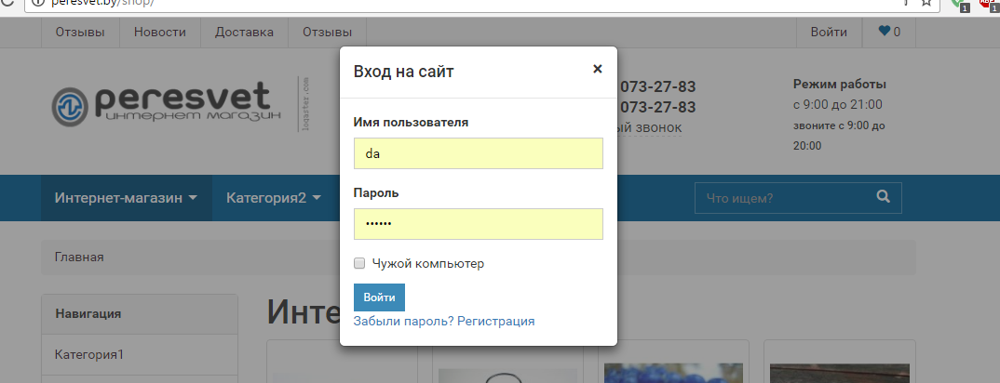 peresvet.by/shop/
1
1
Отзывы Новости Доставка Отзывы Войти 0
Вход на сайт ×
peresvet
интернет магазин
logaster.com
073-27-83
073-27-83
ый звонок
Режим работы
с 9:00 до 21:00
звоните с 9:00 до
20:00
Имя пользователя
da
Интернет-магазин Категория2 Что ищем?
Пароль
••••••
Главная
Чужой компьютер
Войти
Забыли пароль? Регистрация
Навигация
Инте
Категория1